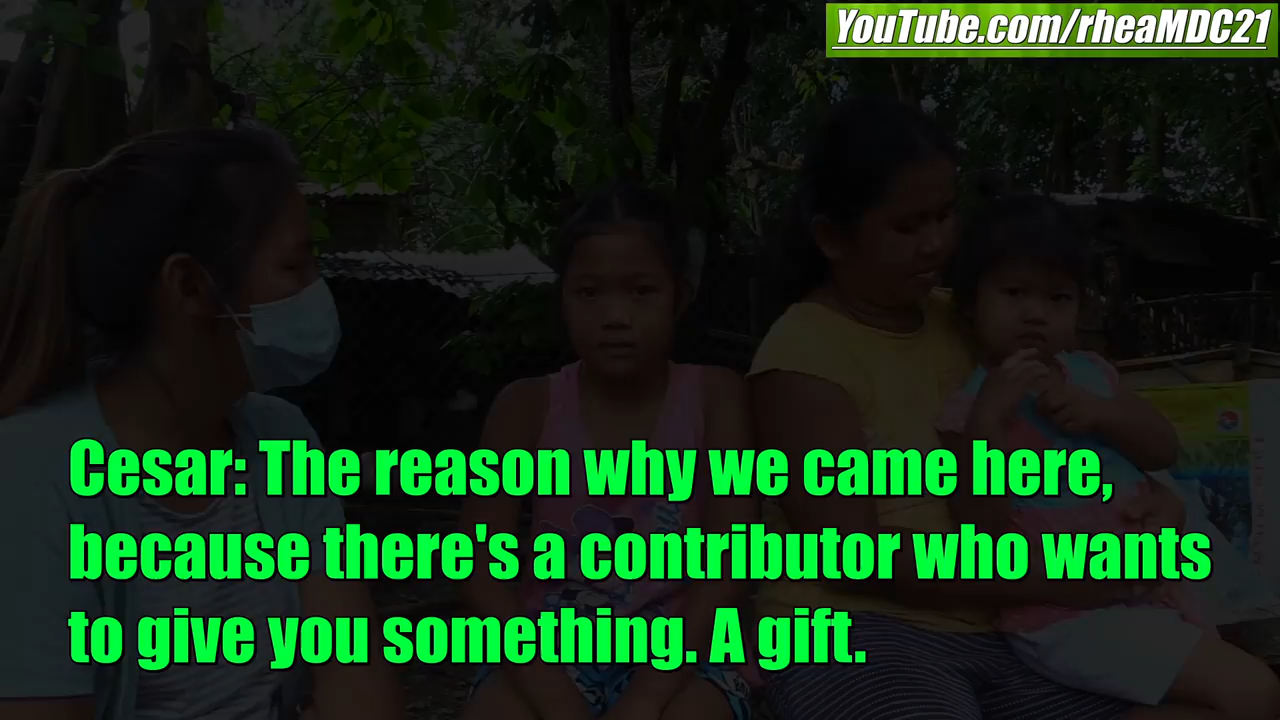 YouTube.com/rheaMDC21
Cesar: The reason why we came here,
because there's a contributor who wants
to give you something. A gift.